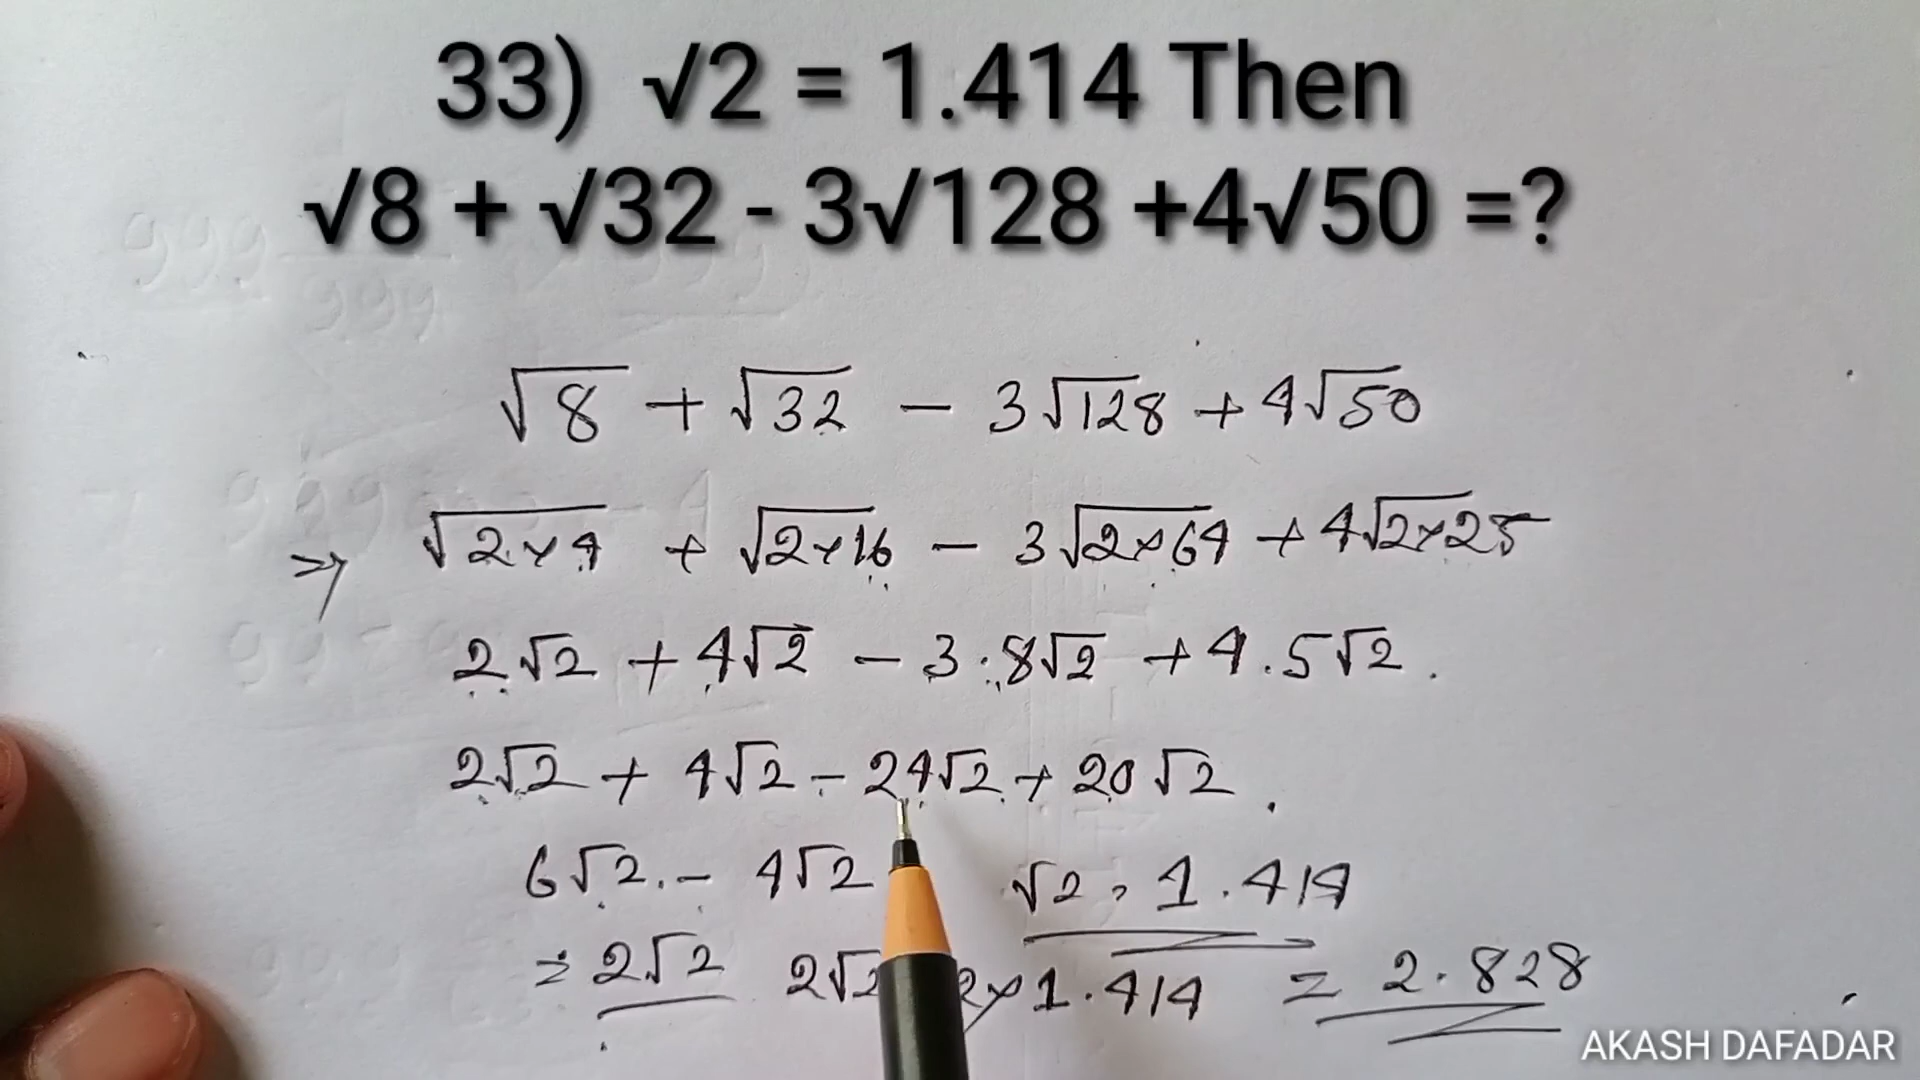 33) √2 = 1.414 Then
√8 + √32 - 3√128 +4√50 =?
√8 + √32 - 3√128 + 4√50
⇒ √2×4 + √2×16 - 3√2×64 + 4√2×25
2√2 + 4√2 - 3.8√2 + 4.5√2.
2√2 + 4√2 - 24√2 + 20√2.
6√2 - 4√2 √2 = 1.414
= 2√2 2√2 2×1.414 = 2.828
AKASH DAFADAR